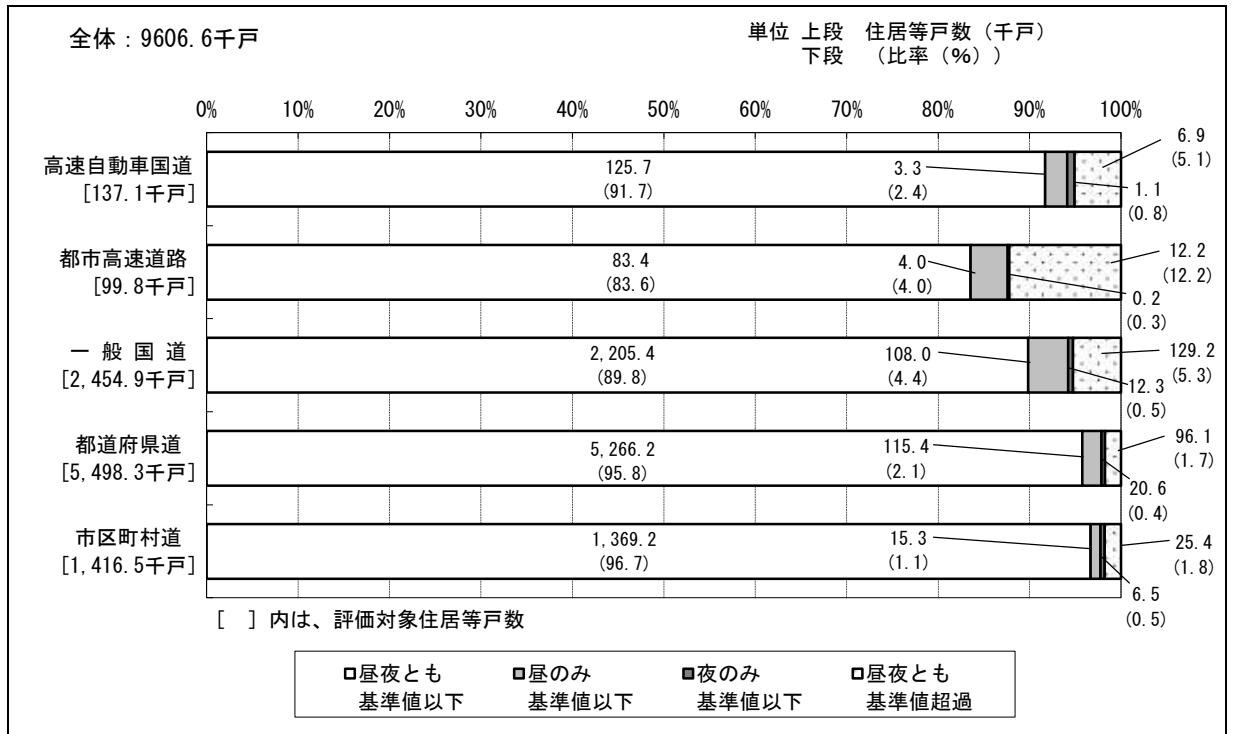 全体：9606.6千戸
単位 上段 住居等戸数（千戸）
下段 （比率（%））
0% 10% 20% 30% 40% 50% 60% 70% 80% 90% 100%
高速自動車国道
[137.1千戸]
125.7
(91.7)
3.3
(2.4)
1.1
(0.8)
6.9
(5.1)
都市高速道路
[99.8千戸]
83.4
(83.6)
4.0
(4.0)
0.2
(0.3)
12.2
(12.2)
一般国道
[2,454.9千戸]
2,205.4
(89.8)
108.0
(4.4)
12.3
(0.5)
129.2
(5.3)
都道府県道
[5,498.3千戸]
5,266.2
(95.8)
115.4
(2.1)
20.6
(0.4)
96.1
(1.7)
市区町村道
[1,416.5千戸]
1,369.2
(96.7)
15.3
(1.1)
6.5
(0.5)
25.4
(1.8)
[ ]内は、評価対象住居等戸数
昼夜とも
基準値以下
昼のみ
基準値以下
夜のみ
基準値以下
昼夜とも
基準値超過